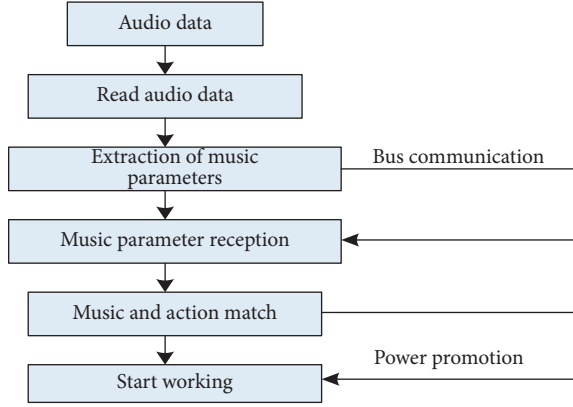 Audio data
Read audio data
Extraction of music
parameters
Bus communication
Music parameter reception
Music and action match
Power promotion
Start working